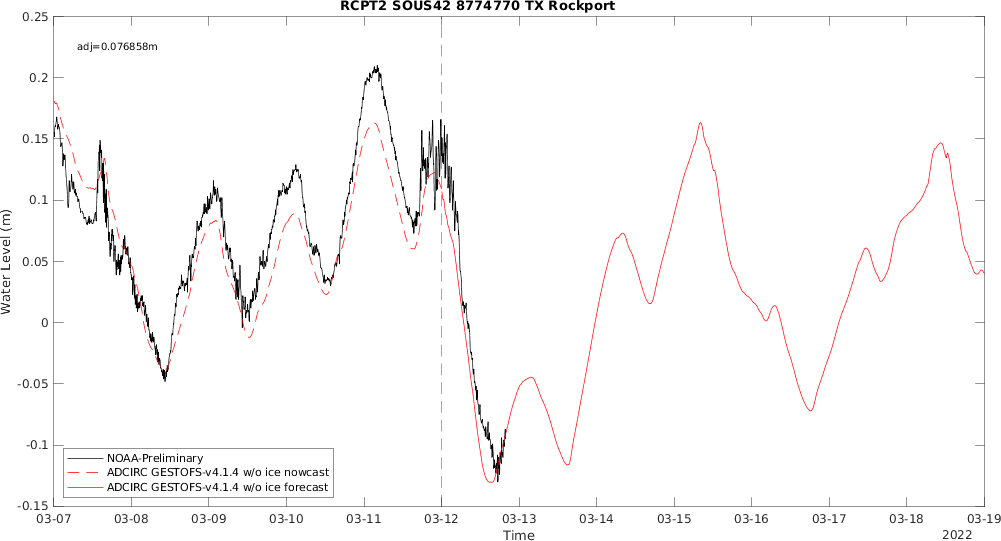 RCPT2 SOUS42 8774770 TX Rockport
adj=0.076858m
0.25
0.2
0.15
0.1
0.05
0
-0.05
-0.1
-0.15
Water Level (m)
NOAA-Preliminary
ADCIRC GESTOFS-v4.1.4 w/o ice nowcast
ADCIRC GESTOFS-v4.1.4 w/o ice forecast
03-07 03-08 03-09 03-10 03-11 03-12 03-13 03-14 03-15 03-16 03-17 03-18 03-19
Time
2022